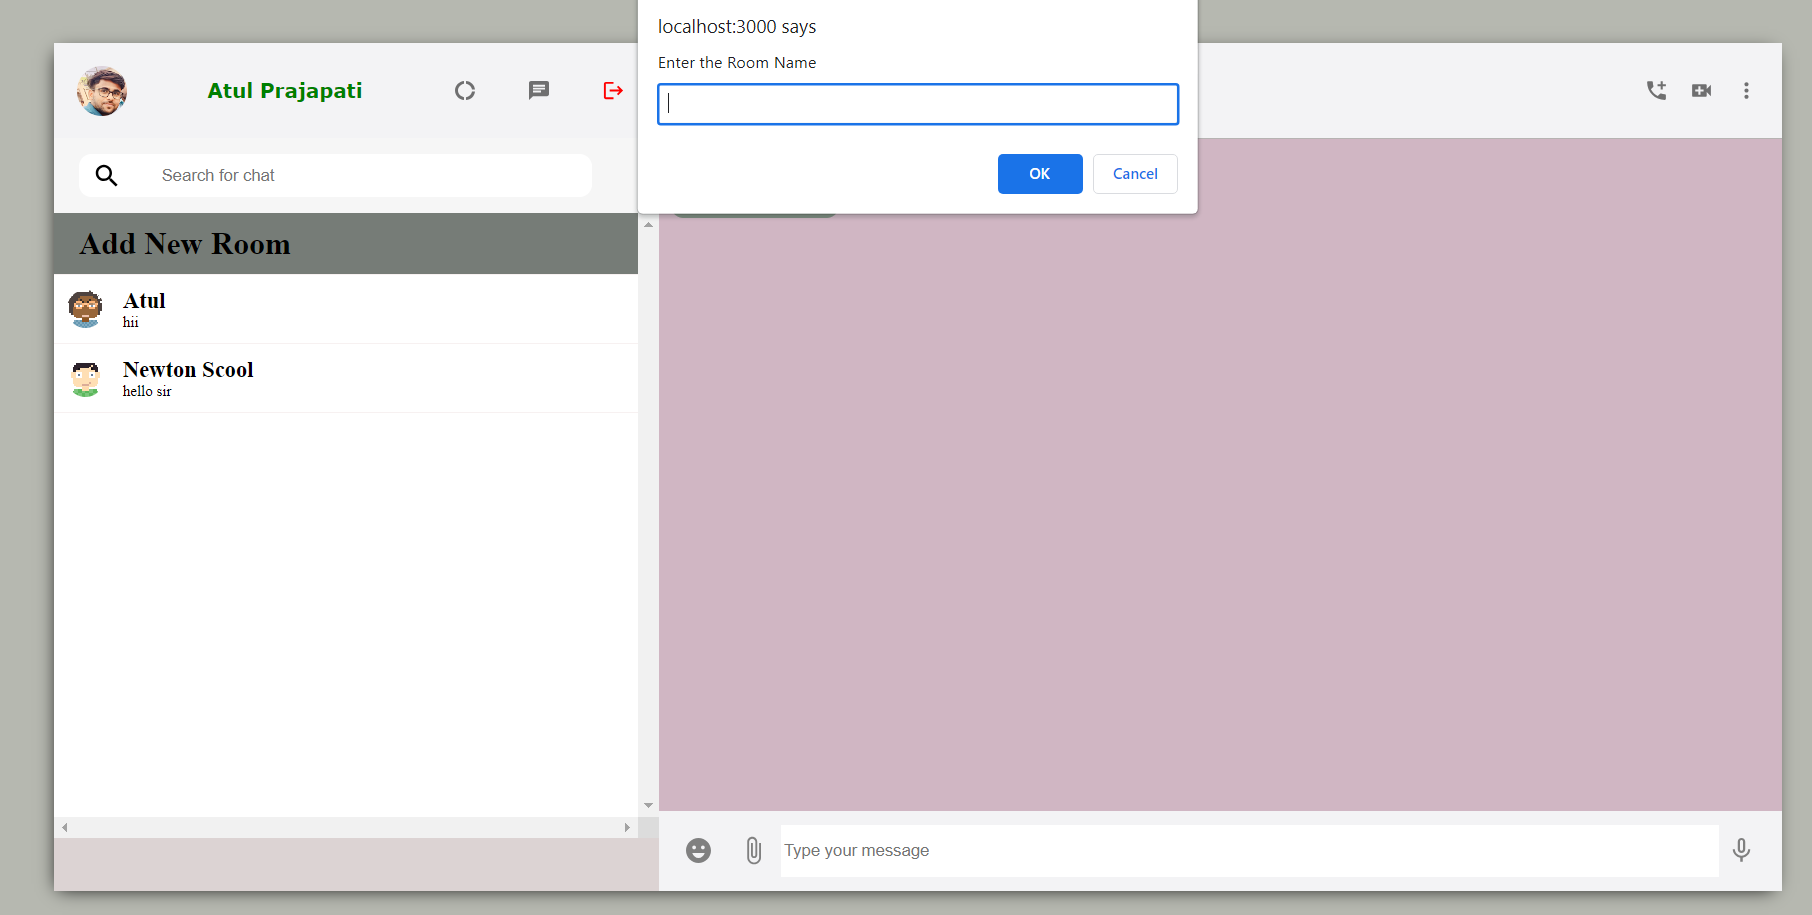 localhost:3000 says
Enter the Room Name
OK
Cancel
Atul Prajapati
Search for chat
Add New Room
Atul
hii
Newton Scool
hello sir
Type your message